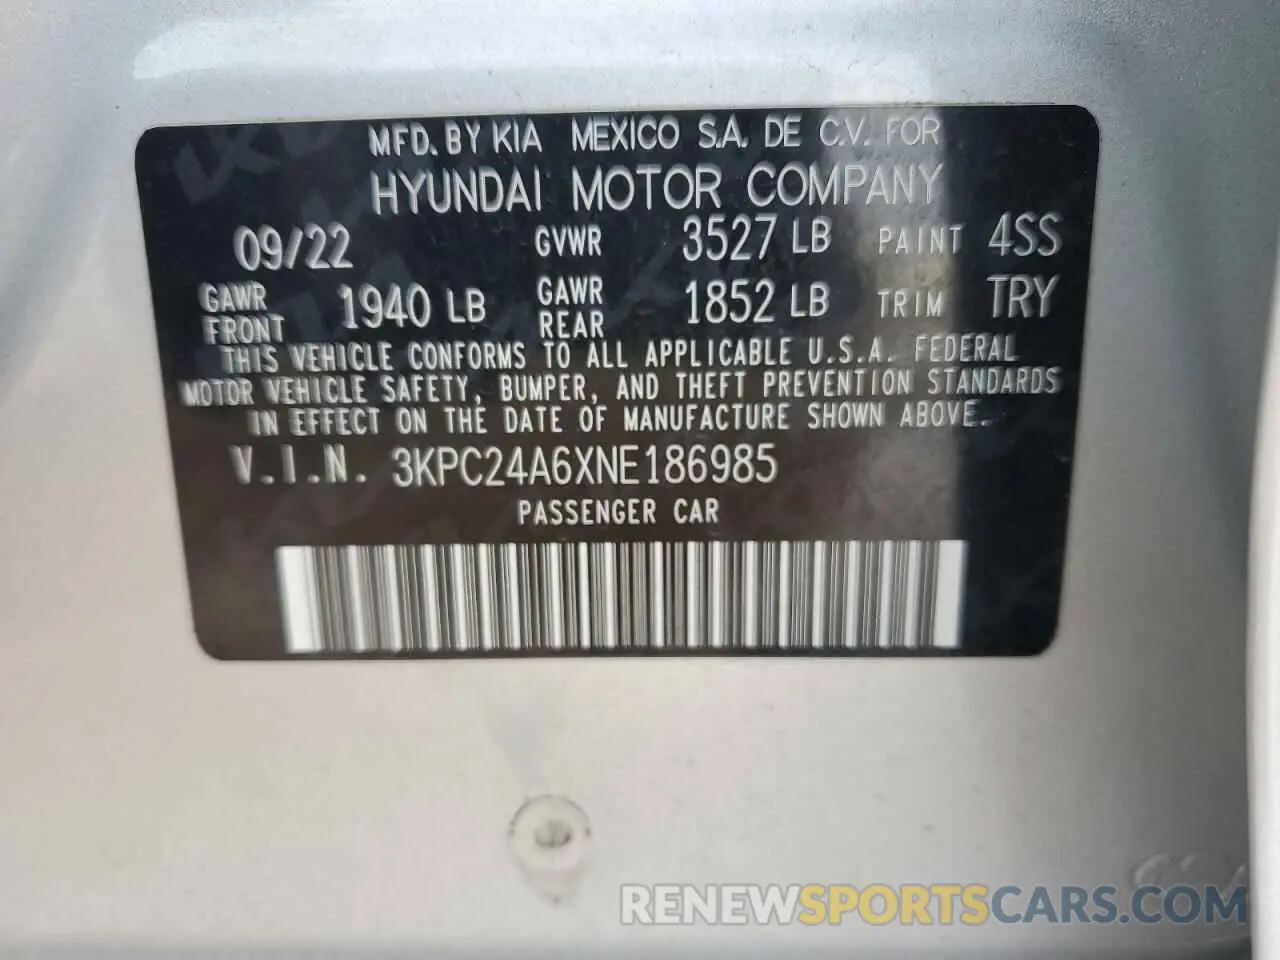 MFD. BY KIA MEXICO S.A. DE C.V. FOR
HYUNDAI MOTOR COMPANY
09/22 GVWR 3527 LB PAINT 4SS
GAWR FRONT 1940 LB GAWR REAR 1852 LB TRIM TRY
THIS VEHICLE CONFORMS TO ALL APPLICABLE U.S.A. FEDERAL
MOTOR VEHICLE SAFETY, BUMPER, AND THEFT PREVENTION STANDARDS
IN EFFECT ON THE DATE OF MANUFACTURE SHOWN ABOVE.
V.I.N. 3KPC24A6XNE186985
PASSENGER CAR
RENEWSPORTSCARS.COM